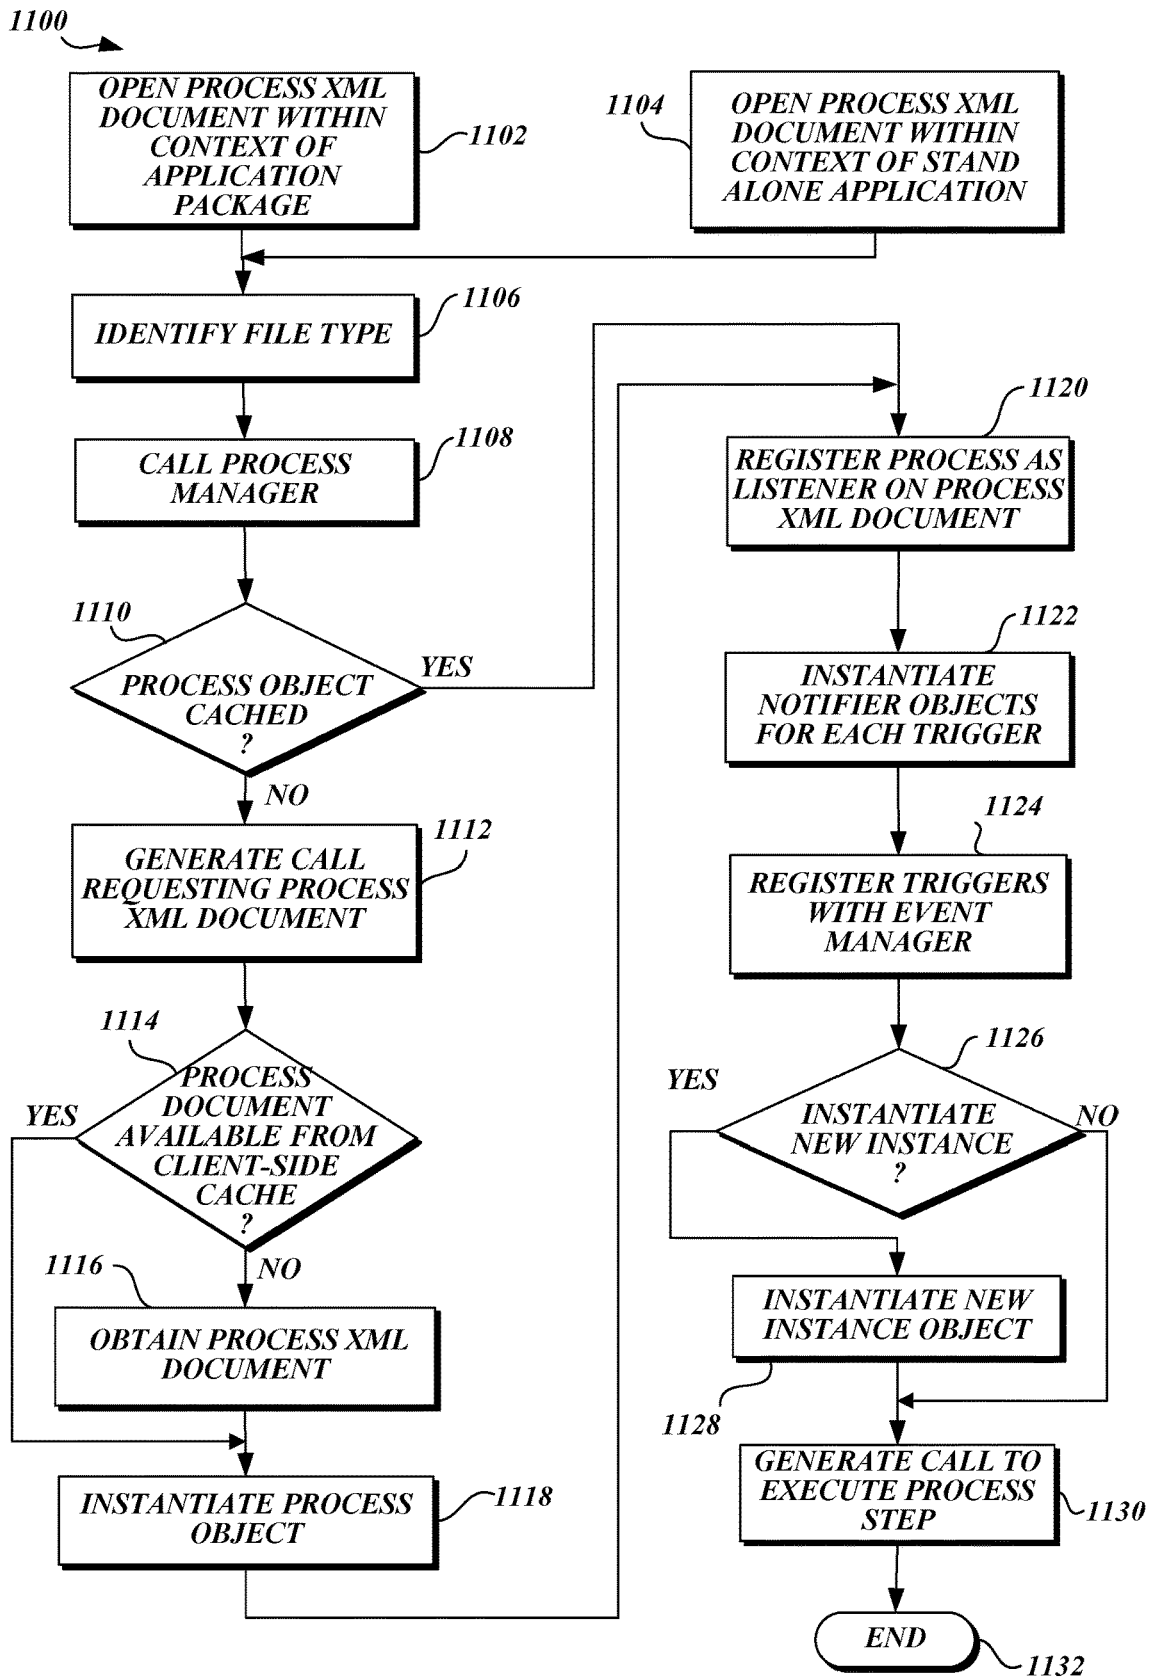 1100
OPEN PROCESS XML
DOCUMENT WITHIN
CONTEXT OF
APPLICATION
PACKAGE
1102
1104
OPEN PROCESS XML
DOCUMENT WITHIN
CONTEXT OF STAND
ALONE APPLICATION
IDENTIFY FILE TYPE
1106
CALL PROCESS
MANAGER
1108
1110
PROCESS OBJECT
CACHED
?
YES
NO
GENERATE CALL
REQUESTING PROCESS
XML DOCUMENT
1112
1114
PROCESS
DOCUMENT
AVAILABLE FROM
CLIENT-SIDE
CACHE
?
YES
NO
1116
OBTAIN PROCESS XML
DOCUMENT
INSTANTIATE PROCESS
OBJECT
1118
1120
REGISTER PROCESS AS
LISTENER ON PROCESS
XML DOCUMENT
1122
INSTANTIATE
NOTIFIER OBJECTS
FOR EACH TRIGGER
1124
REGISTER TRIGGERS
WITH EVENT
MANAGER
1126
YES
INSTANTIATE
NEW INSTANCE
?
NO
INSTANTIATE NEW
INSTANCE OBJECT
1128
GENERATE CALL TO
EXECUTE PROCESS
STEP
1130
END
1132